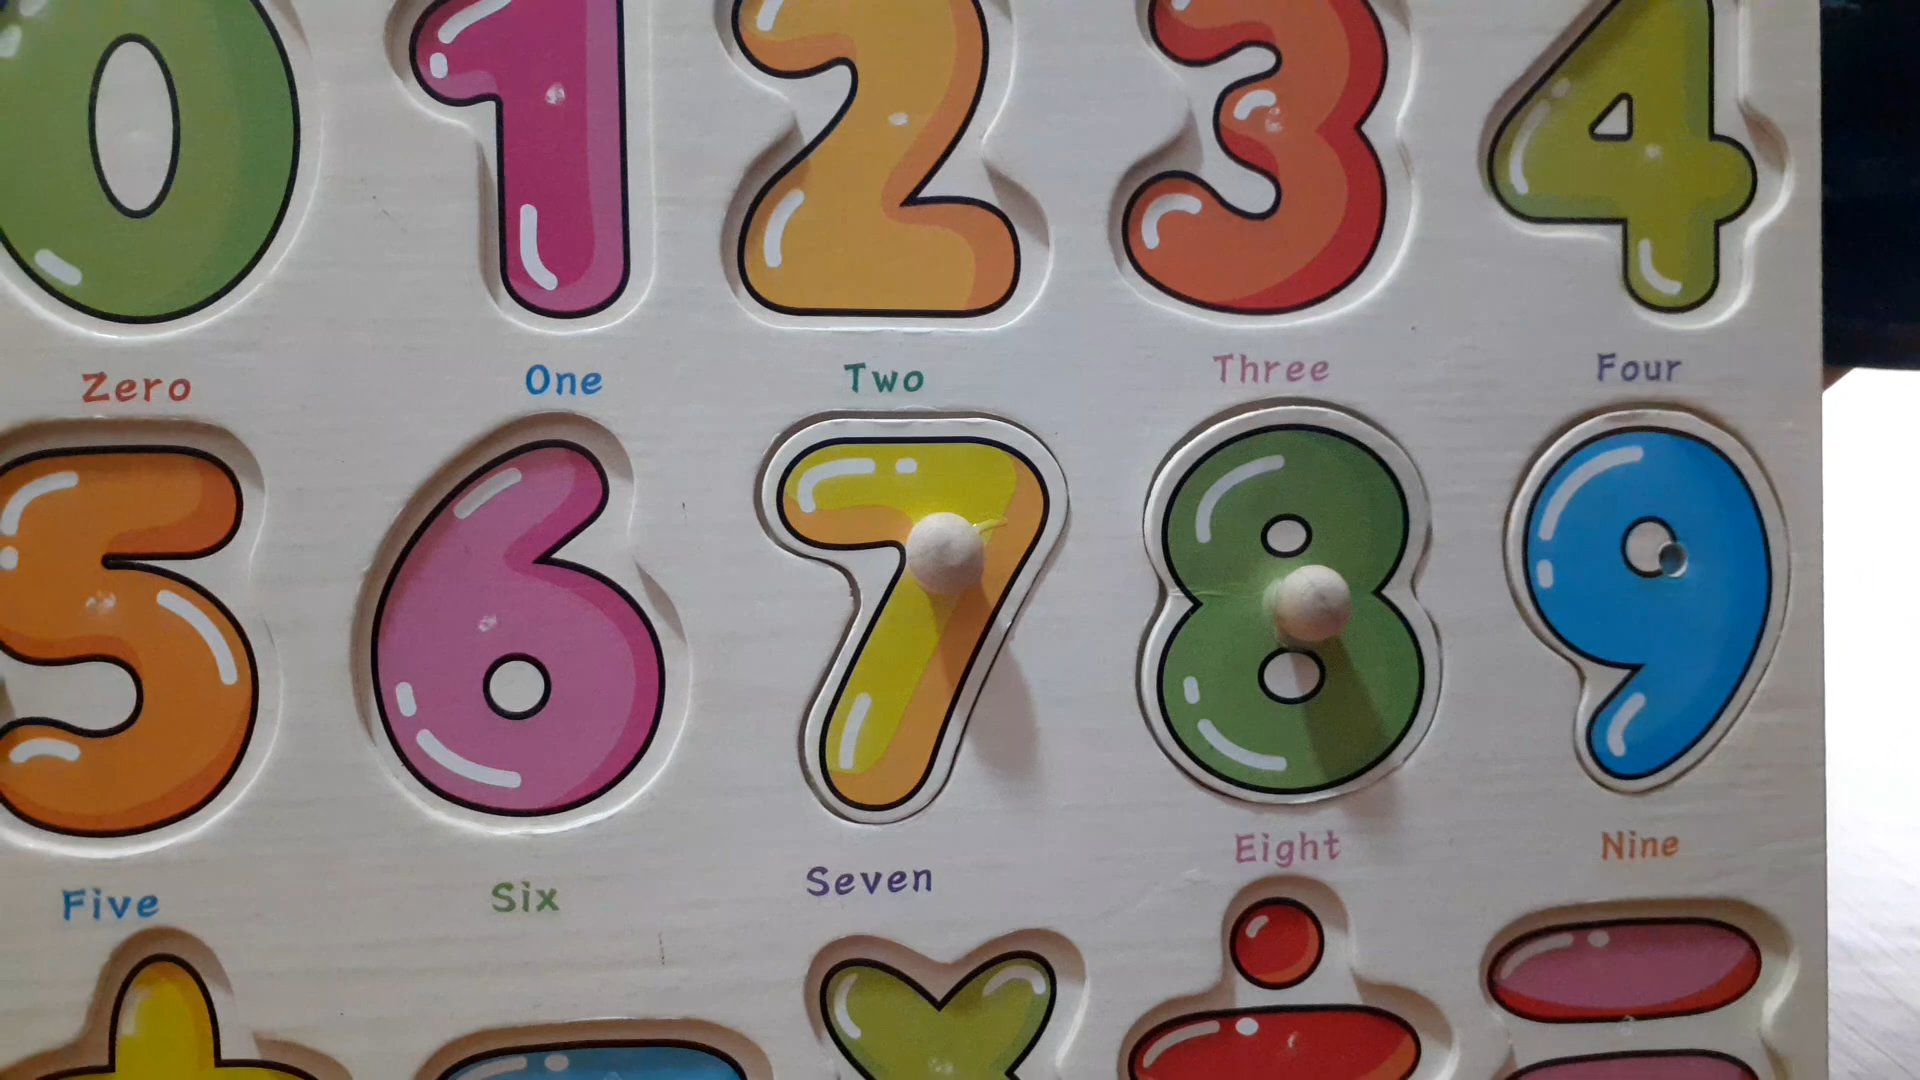 0 1 2 3 4
Zero One Two Three Four
5 6 7 8 9
Five Six Seven Eight Nine
+ - × ÷ =